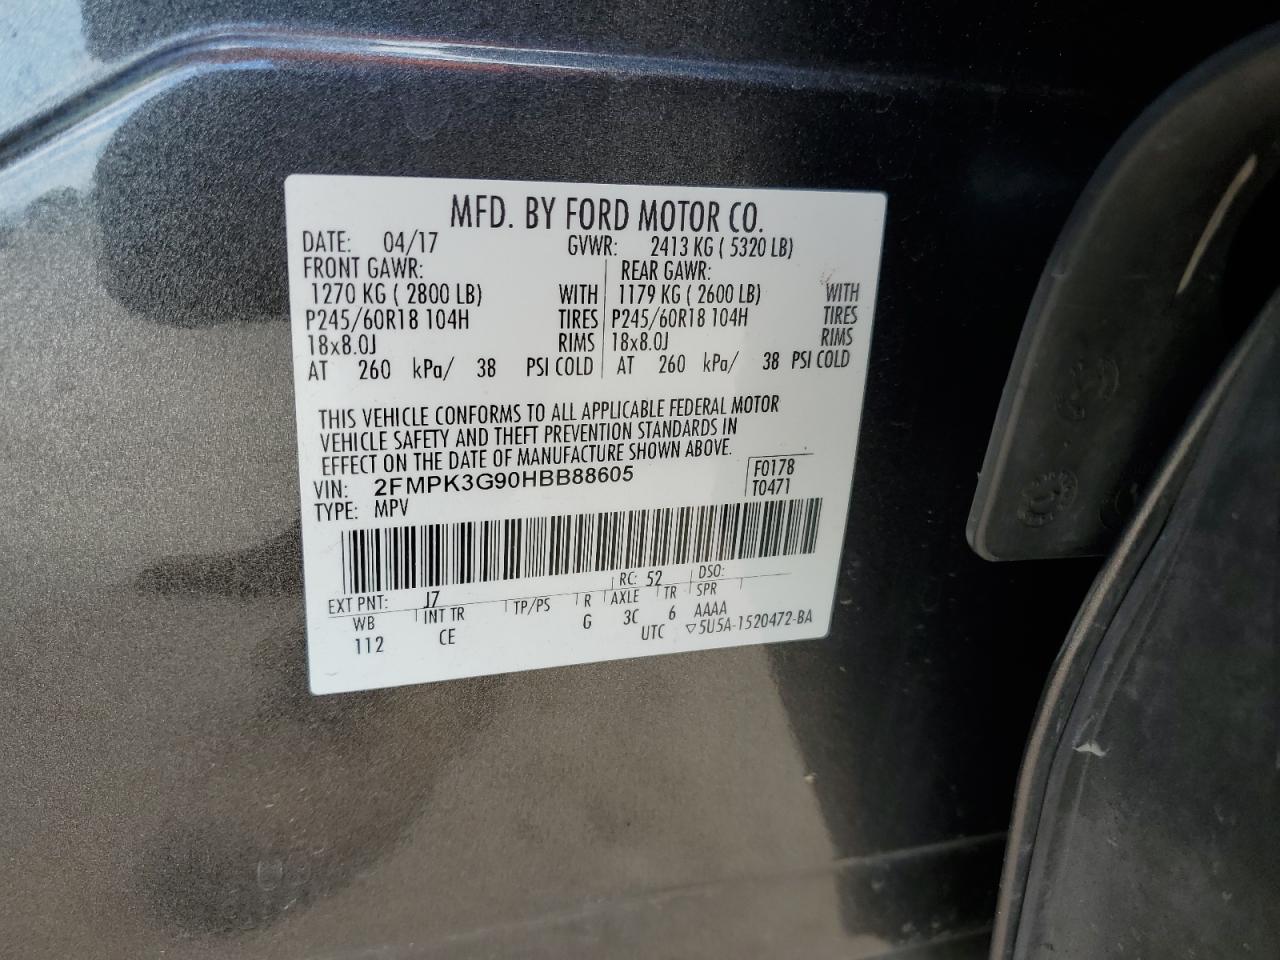 MFD. BY FORD MOTOR CO.
DATE: 04/17 GVWR: 2413 KG ( 5320 LB)
FRONT GAWR: REAR GAWR:
1270 KG ( 2800 LB) WITH 1179 KG ( 2600 LB) WITH
P245/60R18 104H TIRES P245/60R18 104H TIRES
18x8.0J RIMS 18x8.0J RIMS
AT 260 kPa/ 38 PSI COLD AT 260 kPa/ 38 PSI COLD
THIS VEHICLE CONFORMS TO ALL APPLICABLE FEDERAL MOTOR
VEHICLE SAFETY AND THEFT PREVENTION STANDARDS IN
EFFECT ON THE DATE OF MANUFACTURE SHOWN ABOVE.
VIN: 2FMPK3G90HBB88605 F0178
TYPE: MPV T0471
EXT PNT: J7 RC: 52 DSO:
WB INT TR TP/PS R AXLE TR SPR
112 CE G 3C 6 AAAA
UTC ▽5U5A-1520472-BA